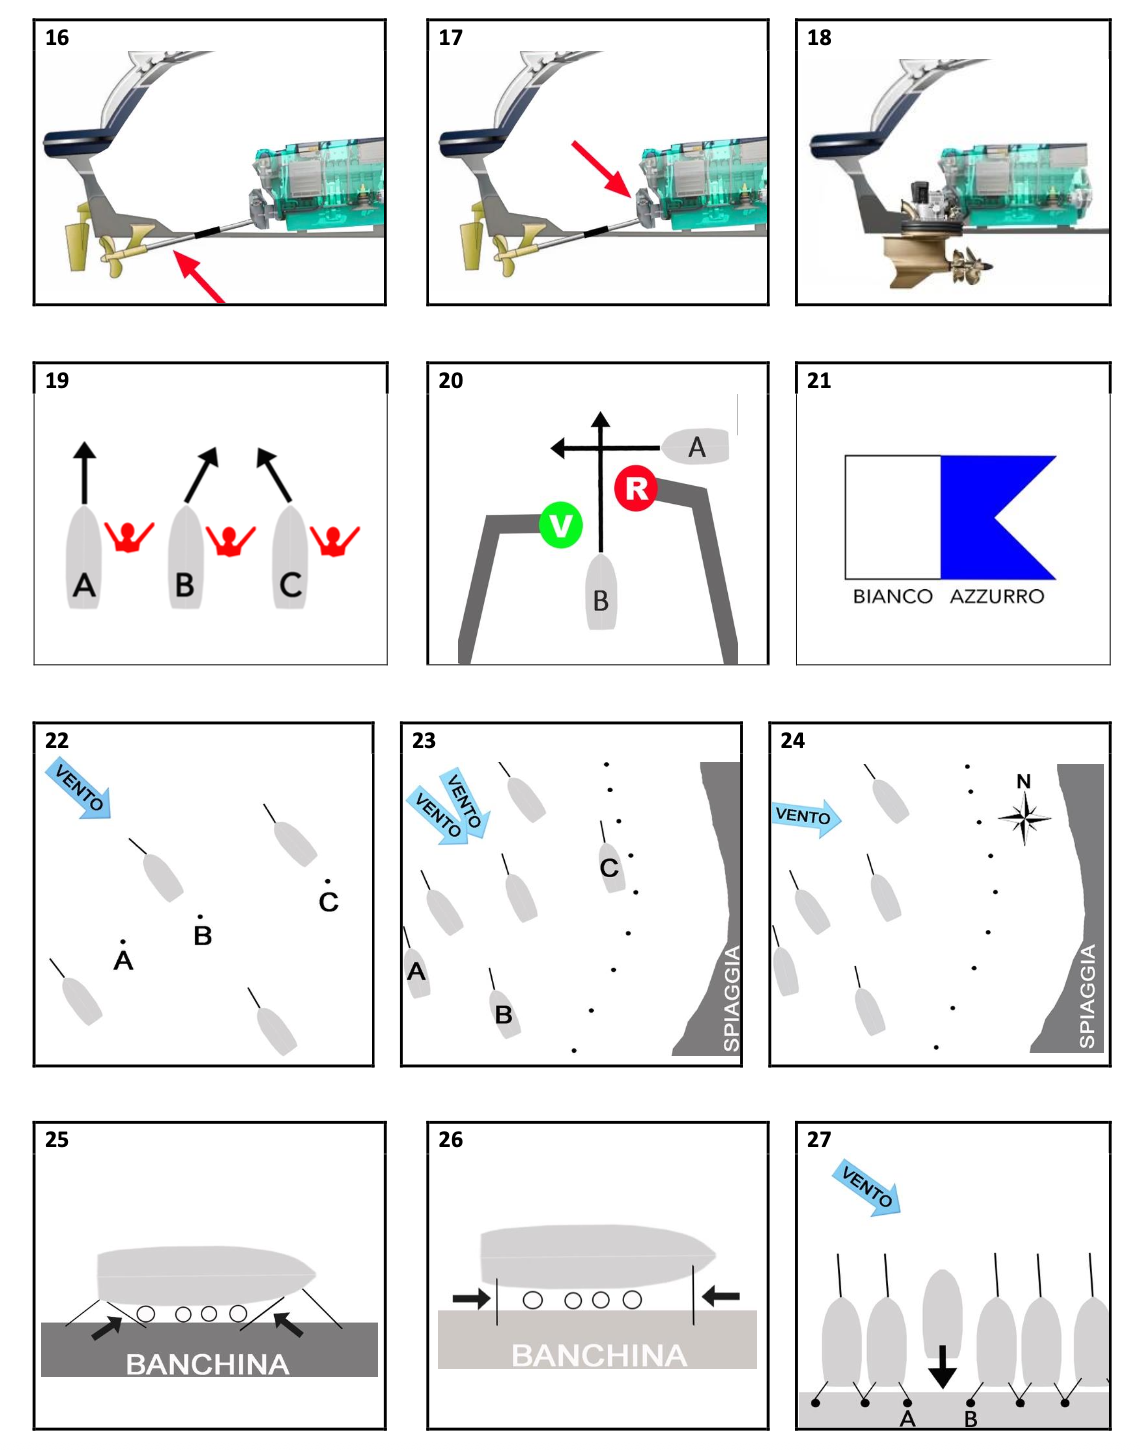 16
17
18
19
A
B
C
20
A
R
V
B
21
BIANCO AZZURRO
22
VENTO
A
B
C
23
VENTO
VENTO
C
A
B
SPIAGGIA
24
N
VENTO
SPIAGGIA
25
BANCHINA
26
BANCHINA
27
VENTO
A B